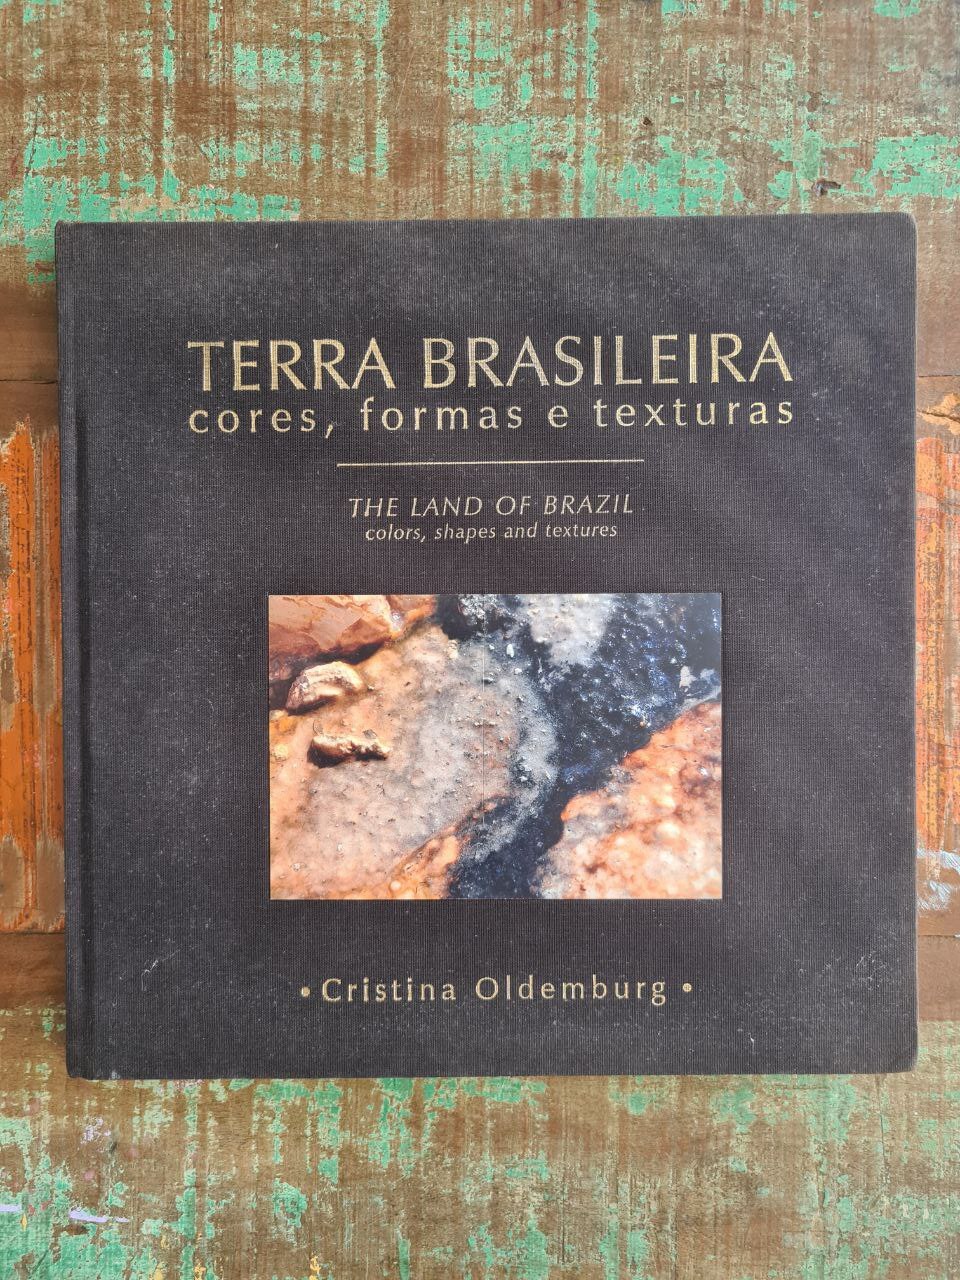 TERRA BRASILEIRA
cores, formas e texturas
THE LAND OF BRAZIL
colors, shapes and textures
• Cristina Oldemburg •